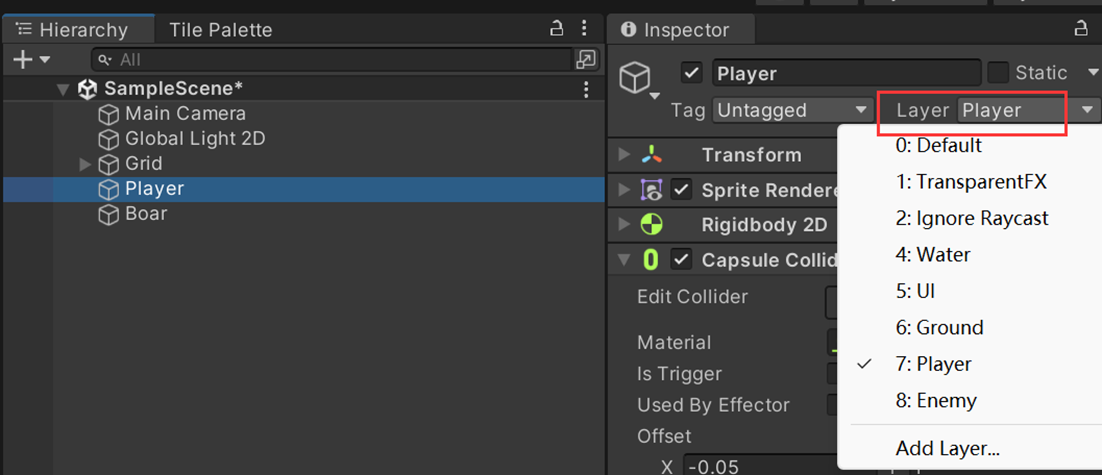 Hierarchy
Tile Palette
All
SampleScene*
Main Camera
Global Light 2D
Grid
Player
Boar
Inspector
Player
Static
Tag Untagged
Layer Player
Transform
Sprite Rendere
Rigidbody 2D
Capsule Collid
Edit Collider
Material
Is Trigger
Used By Effector
Offset
X -0.05
0: Default
1: TransparentFX
2: Ignore Raycast
4: Water
5: UI
6: Ground
7: Player
8: Enemy
Add Layer...